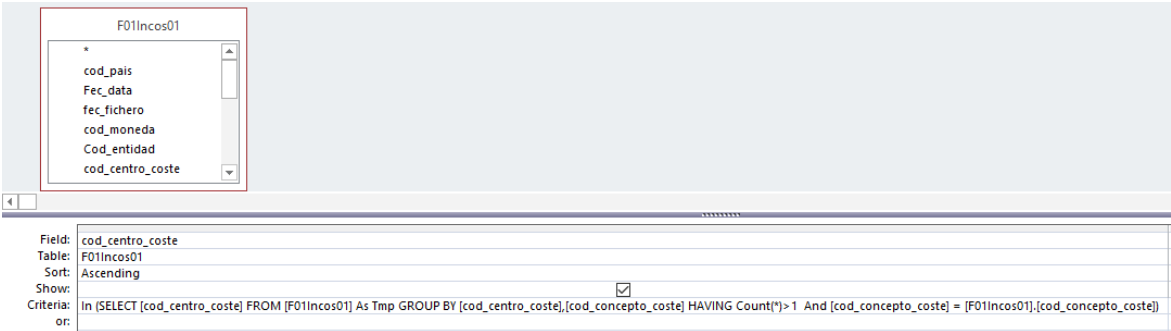 F01Incos01
*
cod_pais
Fec_data
fec_fichero
cod_moneda
Cod_entidad
cod_centro_coste
Field: cod_centro_coste
Table: F01Incos01
Sort: Ascending
Show:
Criteria: In (SELECT [cod_centro_coste] FROM [F01Incos01] As Tmp GROUP BY [cod_centro_coste],[cod_concepto_coste] HAVING Count(*)>1  And [cod_concepto_coste] = [F01Incos01].[cod_concepto_coste])
or: